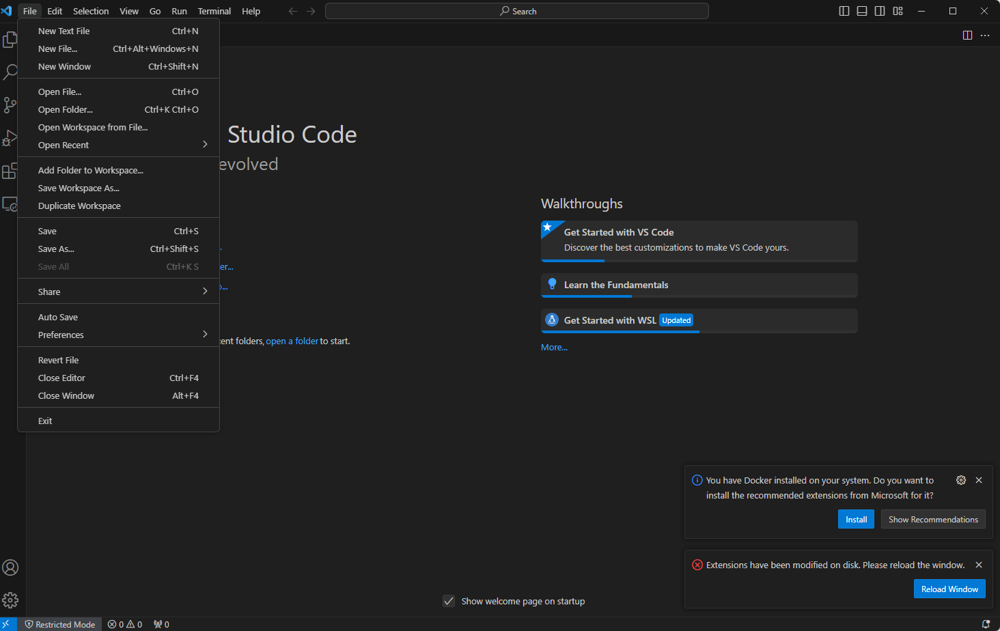 File Edit Selection View Go Run Terminal Help
Search
New Text File Ctrl+N
New File... Ctrl+Alt+Windows+N
New Window Ctrl+Shift+N
Open File... Ctrl+O
Open Folder... Ctrl+K Ctrl+O
Open Workspace from File...
Open Recent
Add Folder to Workspace...
Save Workspace As...
Duplicate Workspace
Save Ctrl+S
Save As... Ctrl+Shift+S
Save All Ctrl+K S
Share
Auto Save
Preferences
Revert File
Close Editor Ctrl+F4
Close Window Alt+F4
Exit
Studio Code
evolved
er...
o...
ent folders, open a folder to start.
Walkthroughs
Get Started with VS Code
Discover the best customizations to make VS Code yours.
Learn the Fundamentals
Get Started with WSL Updated
More...
You have Docker installed on your system. Do you want to
install the recommended extensions from Microsoft for it?
Install Show Recommendations
Extensions have been modified on disk. Please reload the window.
Reload Window
Show welcome page on startup
Restricted Mode 0 0 0